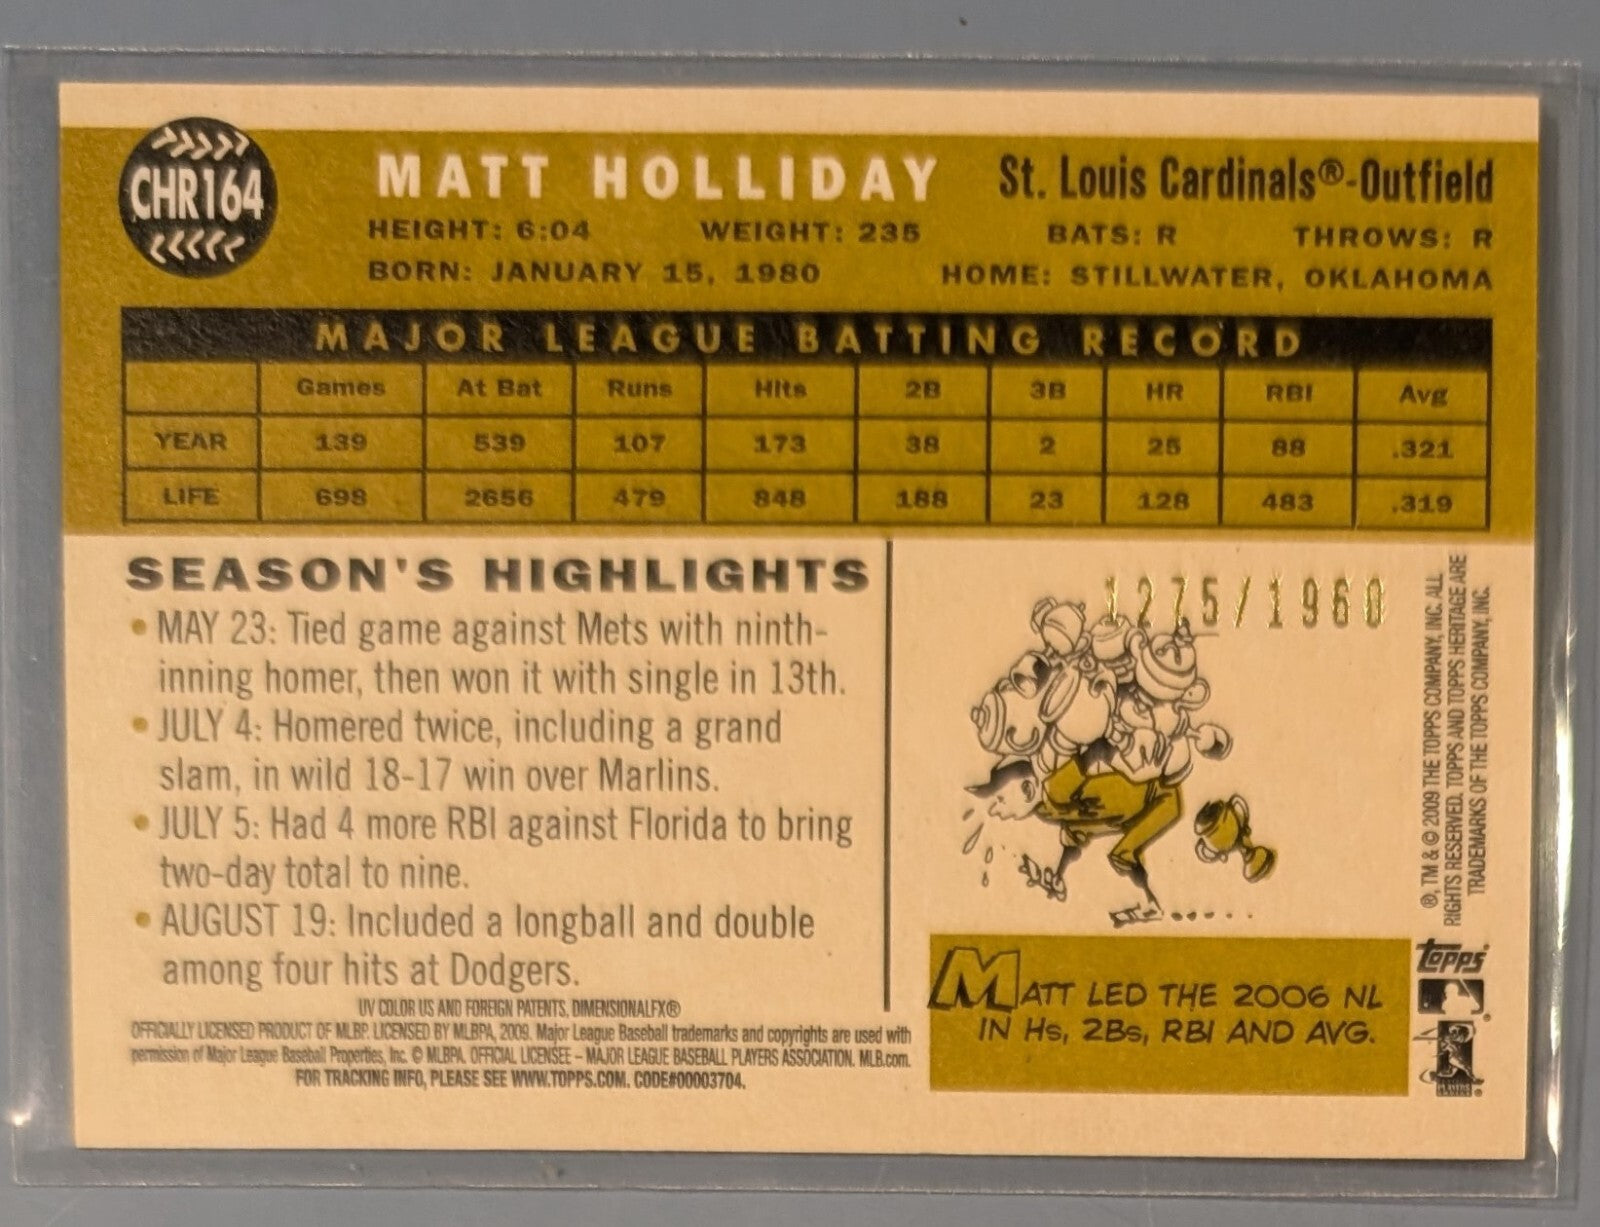 CHR164
MATT HOLLIDAY
St. Louis Cardinals®-Outfield
HEIGHT: 6:04 WEIGHT: 235 BATS: R THROWS: R
BORN: JANUARY 15, 1980 HOME: STILLWATER, OKLAHOMA
MAJOR LEAGUE BATTING RECORD
Games At Bat Runs Hits 2B 3B HR RBI Avg
YEAR 139 539 107 173 38 2 25 88 .321
LIFE 698 2656 479 848 188 23 128 483 .319
SEASON'S HIGHLIGHTS
• MAY 23: Tied game against Mets with ninth-
inning homer, then won it with single in 13th.
• JULY 4: Homered twice, including a grand
slam, in wild 18-17 win over Marlins.
• JULY 5: Had 4 more RBI against Florida to bring
two-day total to nine.
• AUGUST 19: Included a longball and double
among four hits at Dodgers.
UV COLOR US AND FOREIGN PATENTS, DIMENSIONALFX®
OFFICIALLY LICENSED PRODUCT OF MLBP. LICENSED BY MLBPA, 2009. Major League Baseball trademarks and copyrights are used with
permission of Major League Baseball Properties, Inc. © MLBPA. OFFICIAL LICENSEE – MAJOR LEAGUE BASEBALL PLAYERS ASSOCIATION. MLB.com.
FOR TRACKING INFO, PLEASE SEE WWW.TOPPS.COM. CODE#00003704.
1275/1960
MATT LED THE 2006 NL
IN Hs, 2Bs, RBI AND AVG.
®, TM & © 2009 THE TOPPS COMPANY, INC. ALL
RIGHTS RESERVED. TOPPS AND TOPPS HERITAGE ARE
TRADEMARKS OF THE TOPPS COMPANY, INC.
Topps®